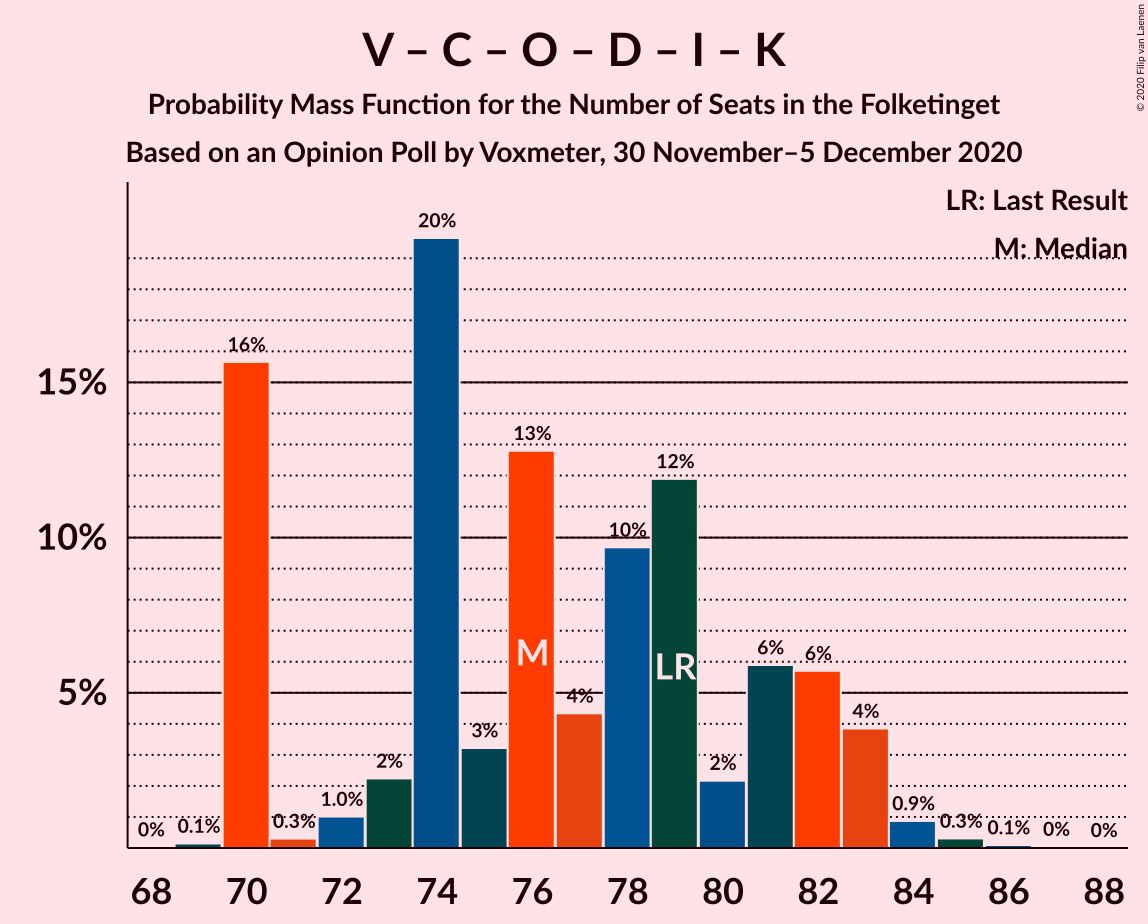 V – C – O – D – I – K
Probability Mass Function for the Number of Seats in the Folketinget
Based on an Opinion Poll by Voxmeter, 30 November–5 December 2020
© 2020 Filip van Laenen
LR: Last Result
M: Median
15%
10%
5%
0%
0.1%
16%
0.3%
1.0%
2%
20%
3%
13%
4%
10%
12%
2%
6%
6%
4%
0.9%
0.3%
0.1%
0%
0%
M
LR
68 70 72 74 76 78 80 82 84 86 88